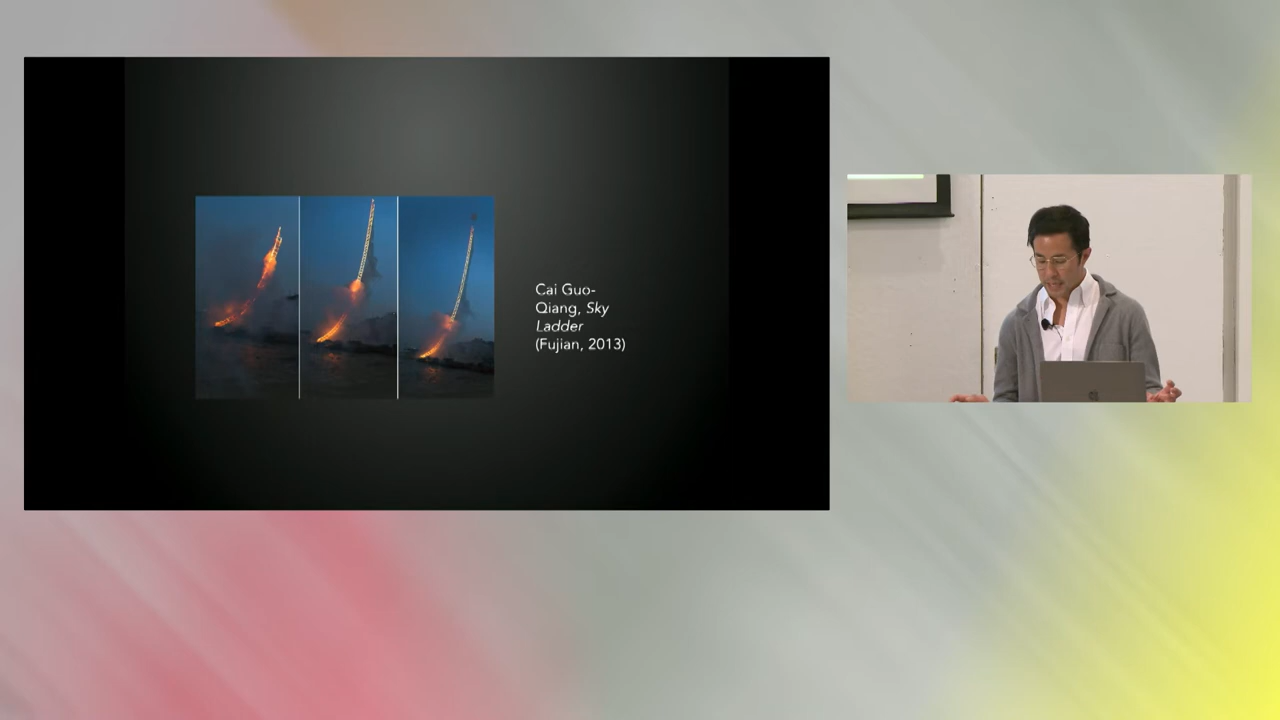 Cai Guo-
Qiang, Sky
Ladder
(Fujian, 2013)